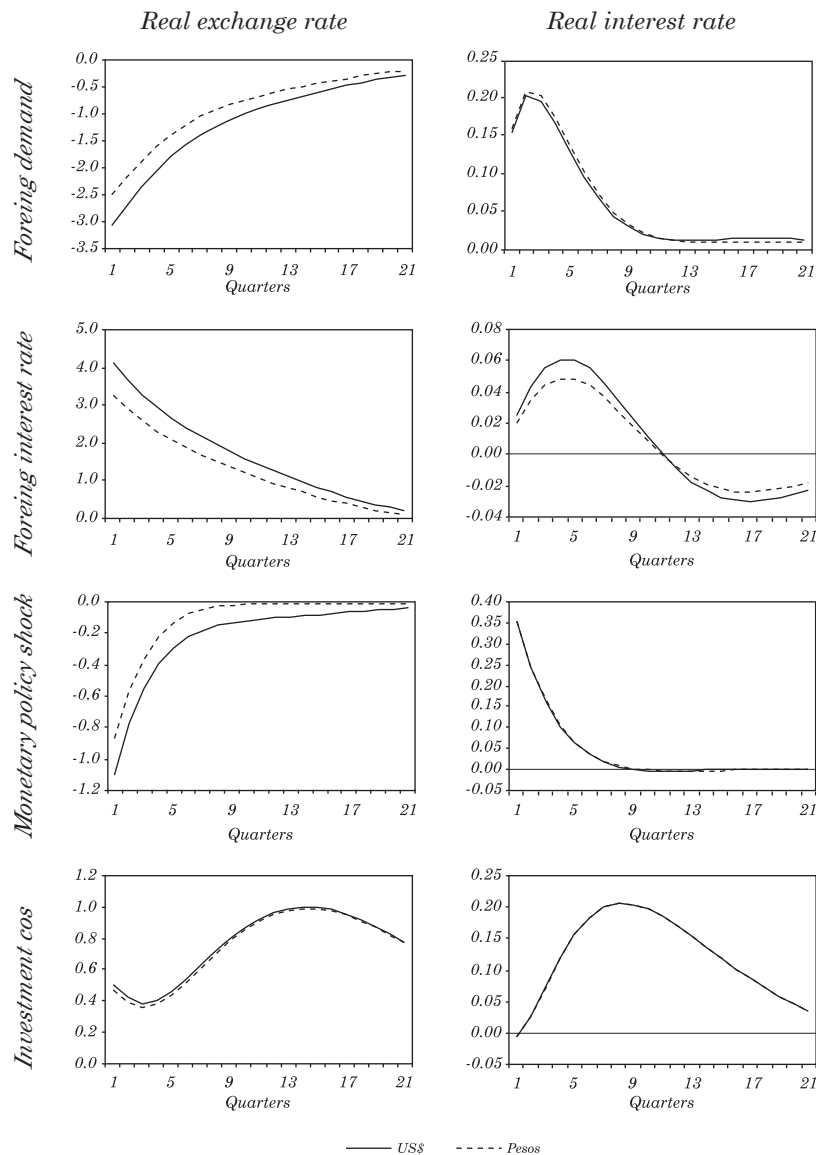 Real exchange rate
Real interest rate
Foreing demand
0.0
-0.5
-1.0
-1.5
-2.0
-2.5
-3.0
-3.5
1 5 9 13 17 21
Quarters
0.25
0.20
0.15
0.10
0.05
0.00
1 5 9 13 17 21
Quarters
Foreing interest rate
5.0
4.0
3.0
2.0
1.0
0.0
1 5 9 13 17 21
Quarters
0.08
0.06
0.04
0.02
0.00
-0.02
-0.04
1 5 9 13 17 21
Quarters
Monetary policy shock
0.0
-0.2
-0.4
-0.6
-0.8
-1.0
-1.2
1 5 9 13 17 21
Quarters
0.40
0.35
0.30
0.25
0.20
0.15
0.10
0.05
0.00
-0.05
1 5 9 13 17 21
Quarters
Investment cos
1.2
1.0
0.8
0.6
0.4
0.2
0.0
1 5 9 13 17 21
Quarters
0.25
0.20
0.15
0.10
0.05
0.00
-0.05
1 5 9 13 17 21
Quarters
US$ Pesos